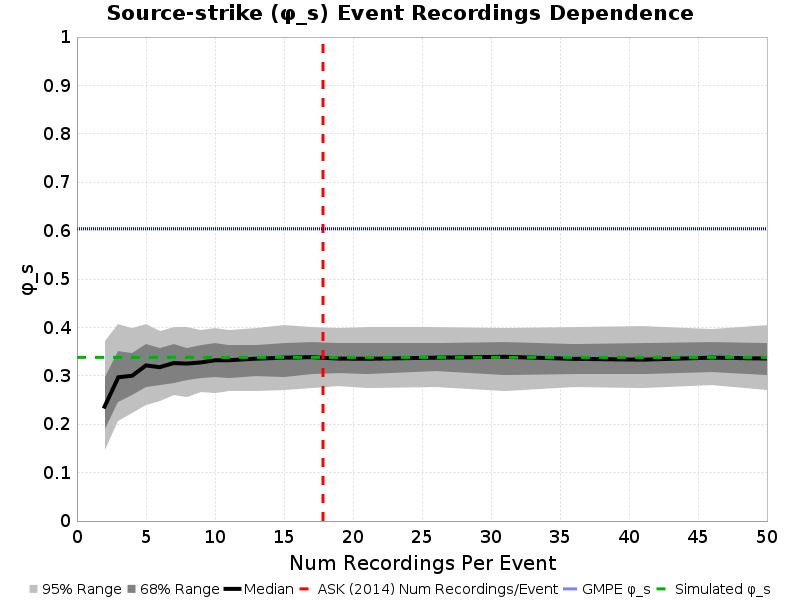 Source-strike (φ_s) Event Recordings Dependence
1
0.9
0.8
0.7
0.6
0.5
0.4
0.3
0.2
0.1
0
φ_s
0 5 10 15 20 25 30 35 40 45 50
Num Recordings Per Event
95% Range 68% Range Median ASK (2014) Num Recordings/Event GMPE φ_s Simulated φ_s